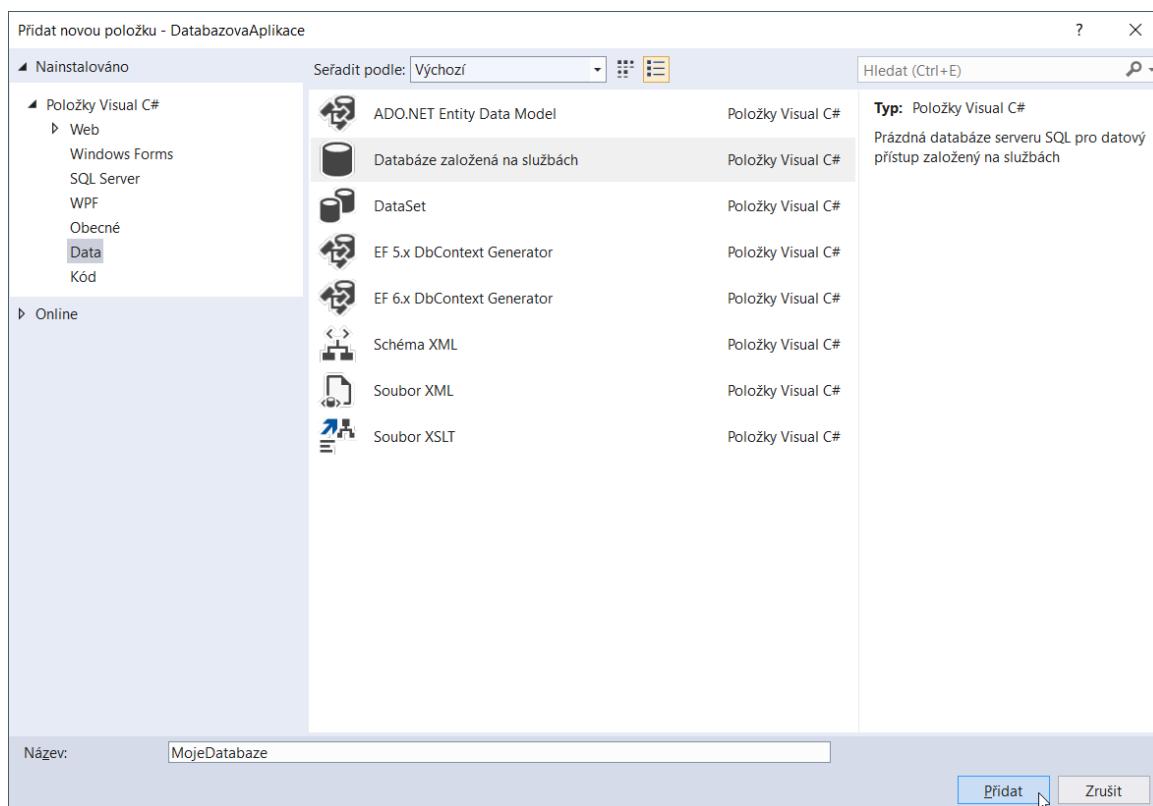 Přidat novou položku - DatabazovaAplikace
?
Nainstalováno
Seřadit podle: Výchozí
Hledat (Ctrl+E)
Položky Visual C#
Web
Windows Forms
SQL Server
WPF
Obecné
Data
Kód
Online
ADO.NET Entity Data Model Položky Visual C#
Databáze založená na službách Položky Visual C#
DataSet Položky Visual C#
EF 5.x DbContext Generator Položky Visual C#
EF 6.x DbContext Generator Položky Visual C#
Schéma XML Položky Visual C#
Soubor XML Položky Visual C#
Soubor XSLT Položky Visual C#
Typ: Položky Visual C#
Prázdná databáze serveru SQL pro datový
přístup založený na službách
Název: MojeDatabaze
Přidat Zrušit